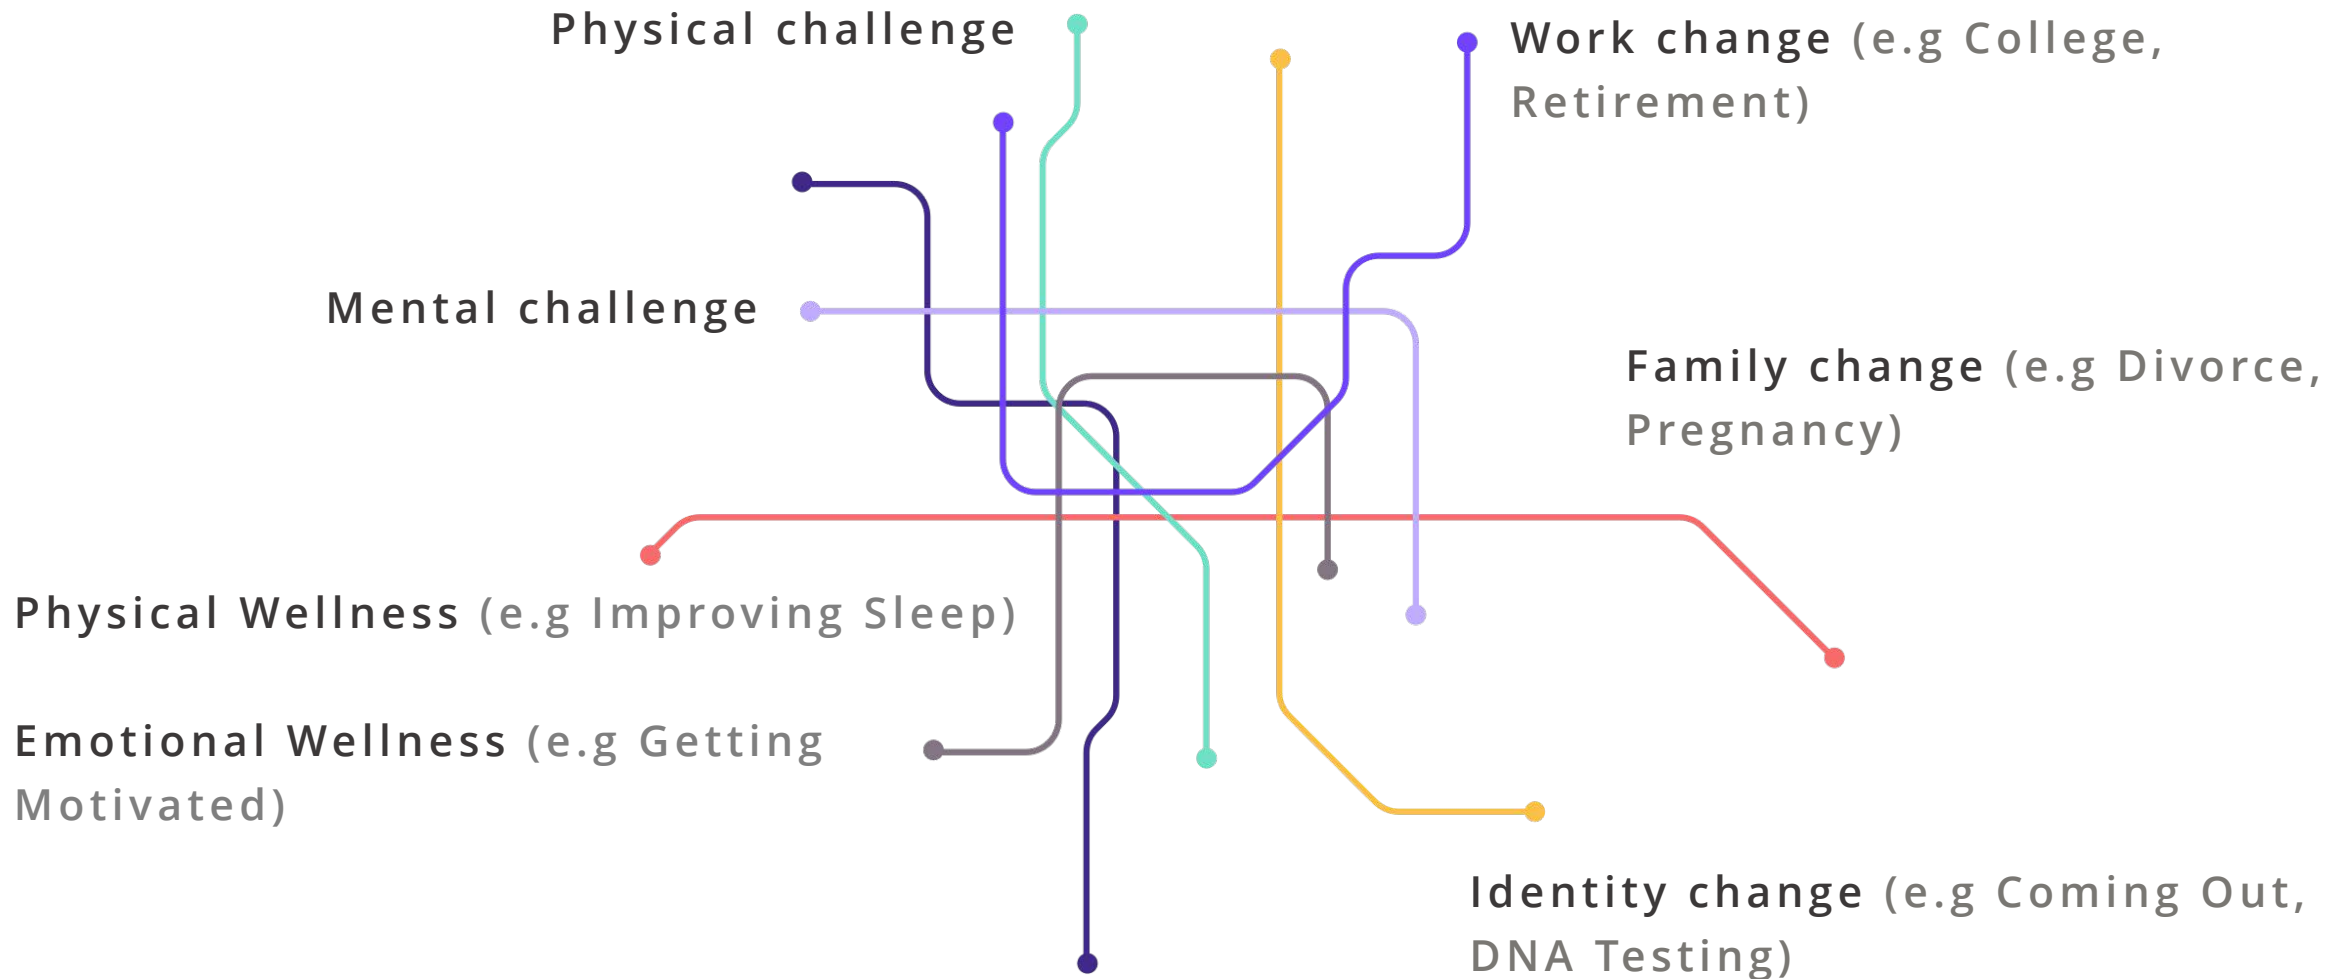 Physical challenge
Work change (e.g College,
Retirement)
Mental challenge
Family change (e.g Divorce,
Pregnancy)
Physical Wellness (e.g Improving Sleep)
Emotional Wellness (e.g Getting
Motivated)
Identity change (e.g Coming Out,
DNA Testing)